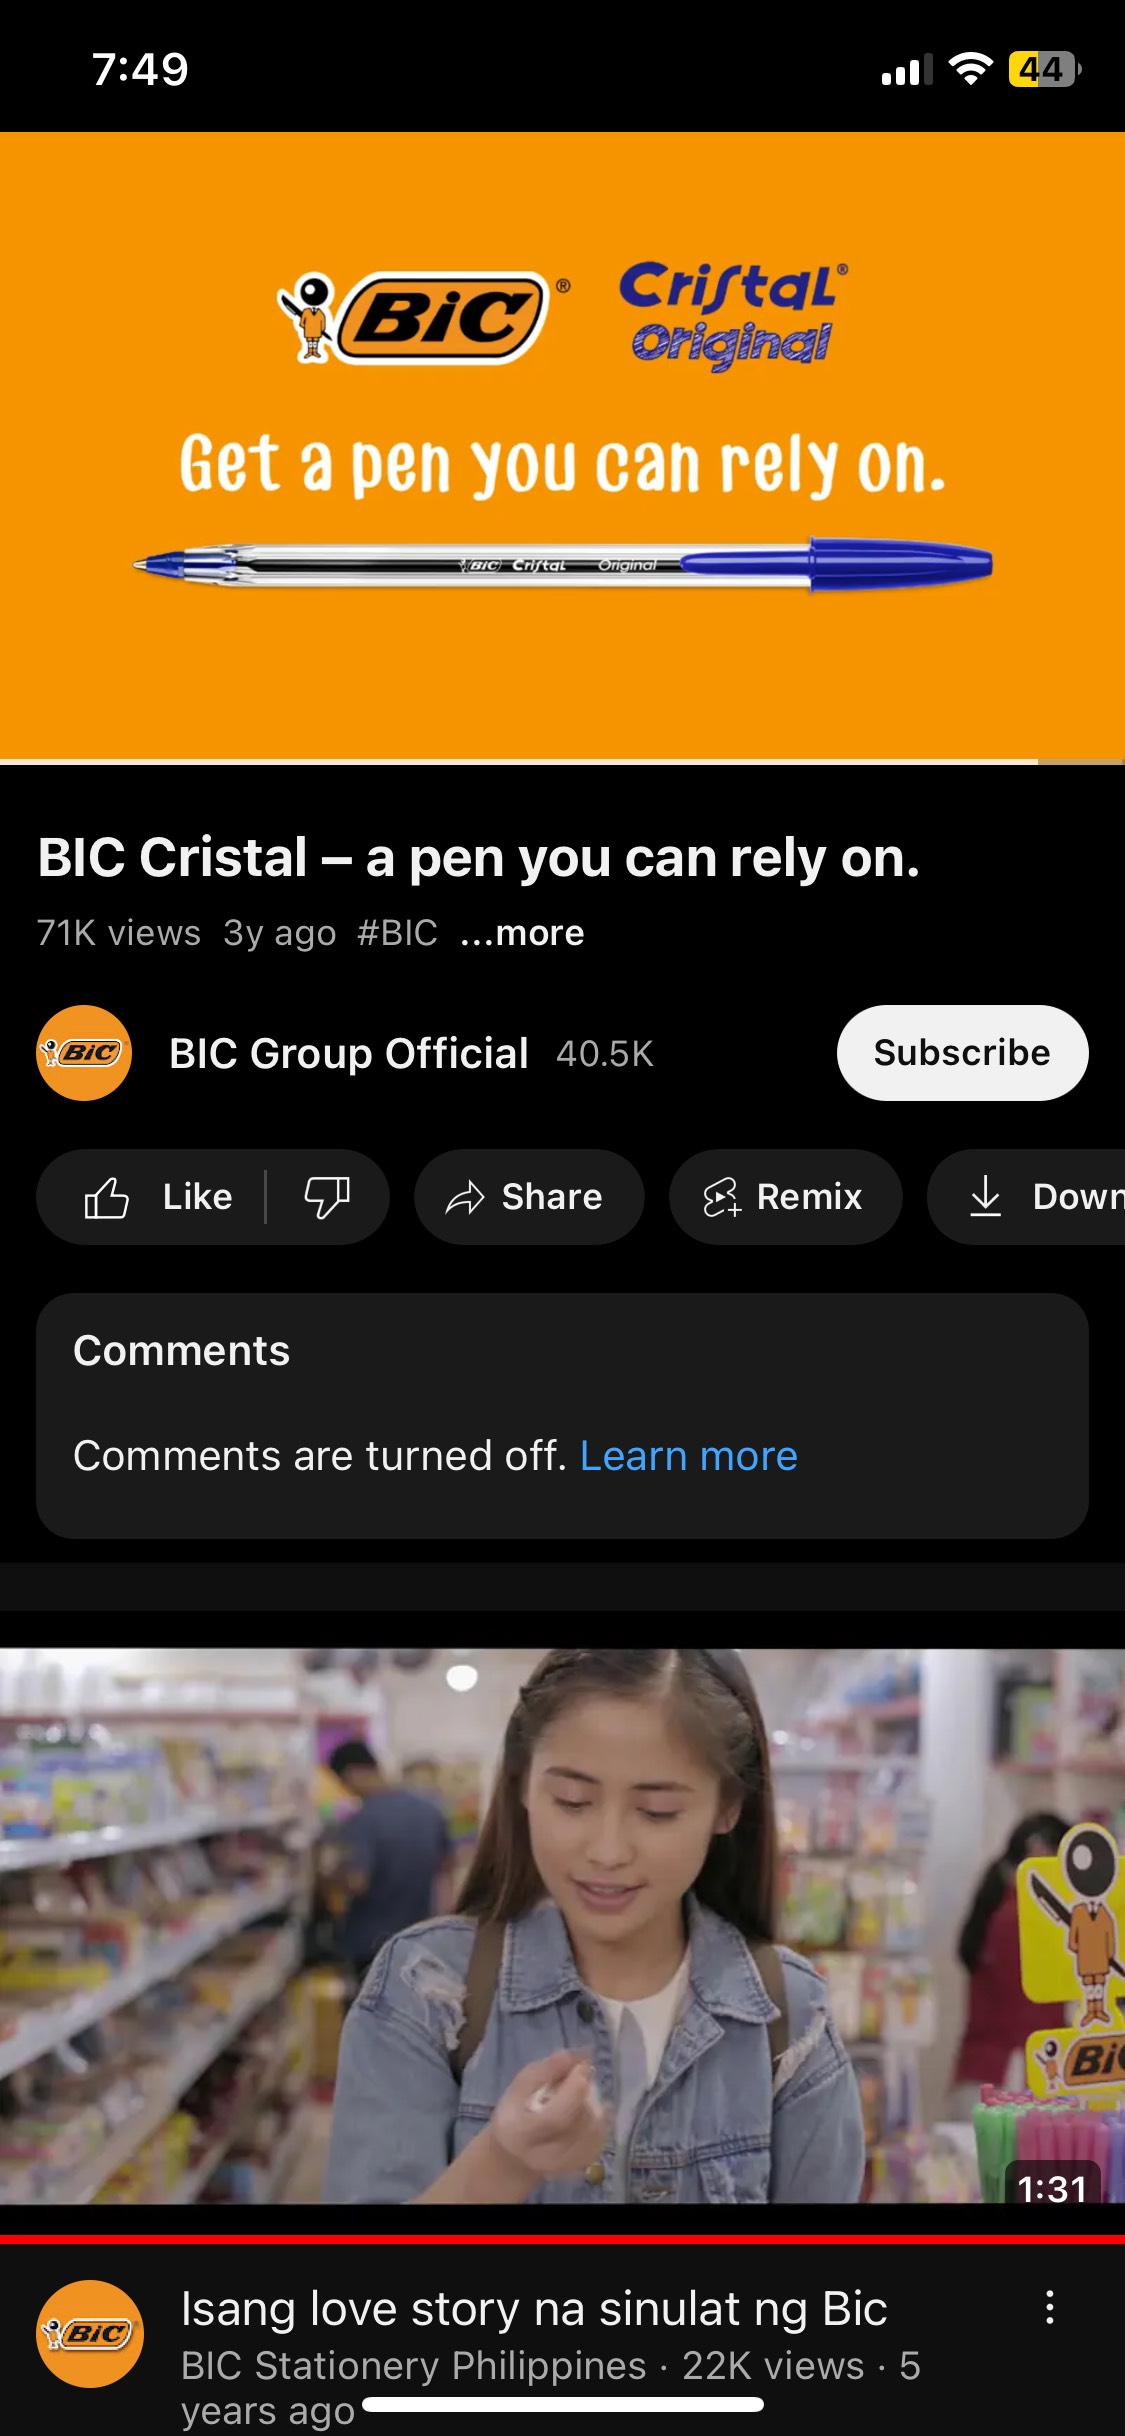 7:49
44
BiC®
Cristal®
Original
Get a pen you can rely on.
BiC Cristal Original
BIC Cristal – a pen you can rely on.
71K views 3y ago #BIC ...more
BiC
BIC Group Official 40.5K
Subscribe
Like
Share
Remix
Down
Comments
Comments are turned off. Learn more
BiC
1:31
BiC
Isang love story na sinulat ng Bic
BIC Stationery Philippines · 22K views · 5
years ago